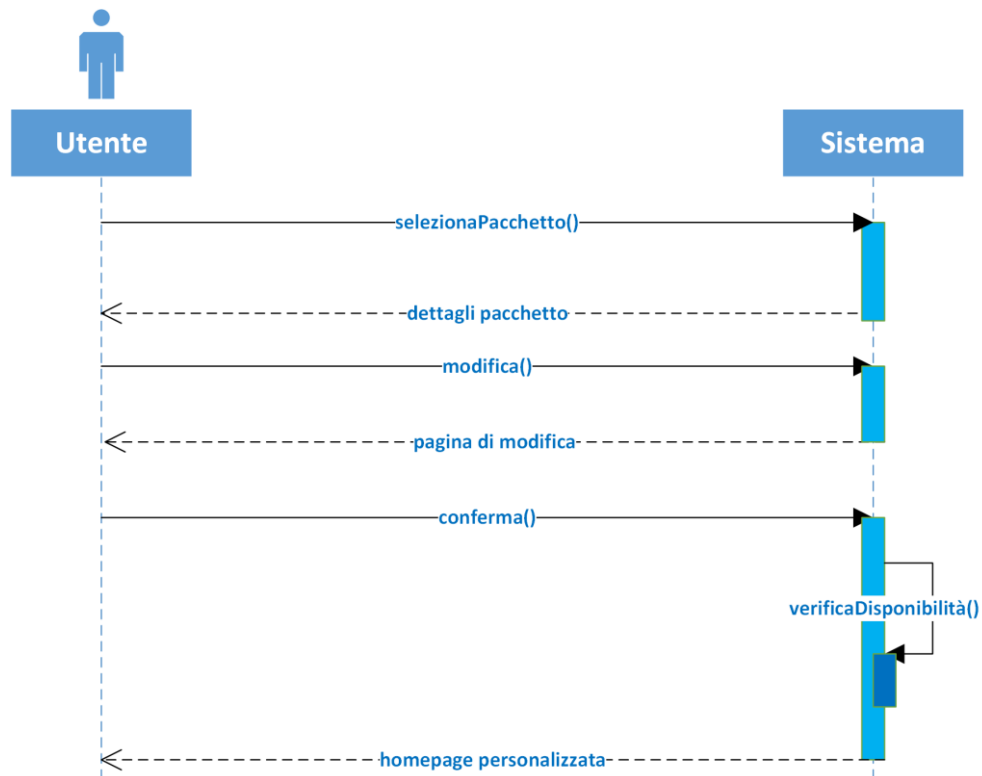 Utente
Sistema
selezionaPacchetto()
dettagli pacchetto
modifica()
pagina di modifica
conferma()
verificaDisponibilità()
homepage personalizzata